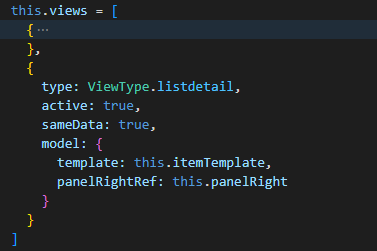 this.views = [
{ ···
},
{
type: ViewType.listdetail,
active: true,
sameData: true,
model: {
template: this.itemTemplate,
panelRightRef: this.panelRight
}
}
]